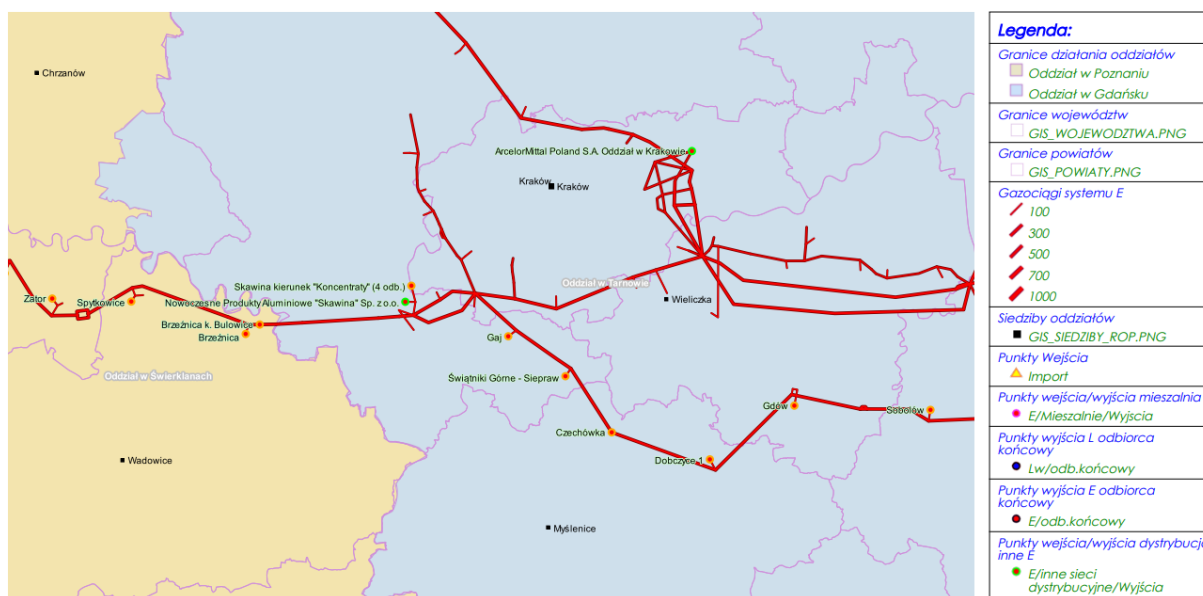 Chrzanów
ArcelorMittal Poland S.A. Oddział w Krakowie
Kraków
Kraków
Skawina kierunek "Koncentraty" (4 odb.)
Oddział w Tarnowie
Zator
Spytkowice
Nowoczesne Produkty Aluminiowe "Skawina" Sp. z o.o.
Wieliczka
Brzeźnica k. Bulowice
Brzeźnica
Gaj
Oddział w Świerklanach
Świątniki Górne - Siepraw
Gdów
Sobolów
Czechówka
Wadowice
Dobczyce 1
Myślenice
Legenda:
Granice działania oddziałów
Oddział w Poznaniu
Oddział w Gdańsku
Granice województw
GIS_WOJEWODZTWA.PNG
Granice powiatów
GIS_POWIATY.PNG
Gazociągi systemu E
100
300
500
700
1000
Siedziby oddziałów
GIS_SIEDZIBY_ROP.PNG
Punkty Wejścia
Import
Punkty wejścia/wyjścia mieszalnia
E/Mieszalnie/Wyjscia
Punkty wyjścia L odbiorca
końcowy
Lw/odb.końcowy
Punkty wyjścia E odbiorca
końcowy
E/odb.końcowy
Punkty wejścia/wyjścia dystrybucja
inne E
E/inne sieci
dystrybucyjne/Wyjścia